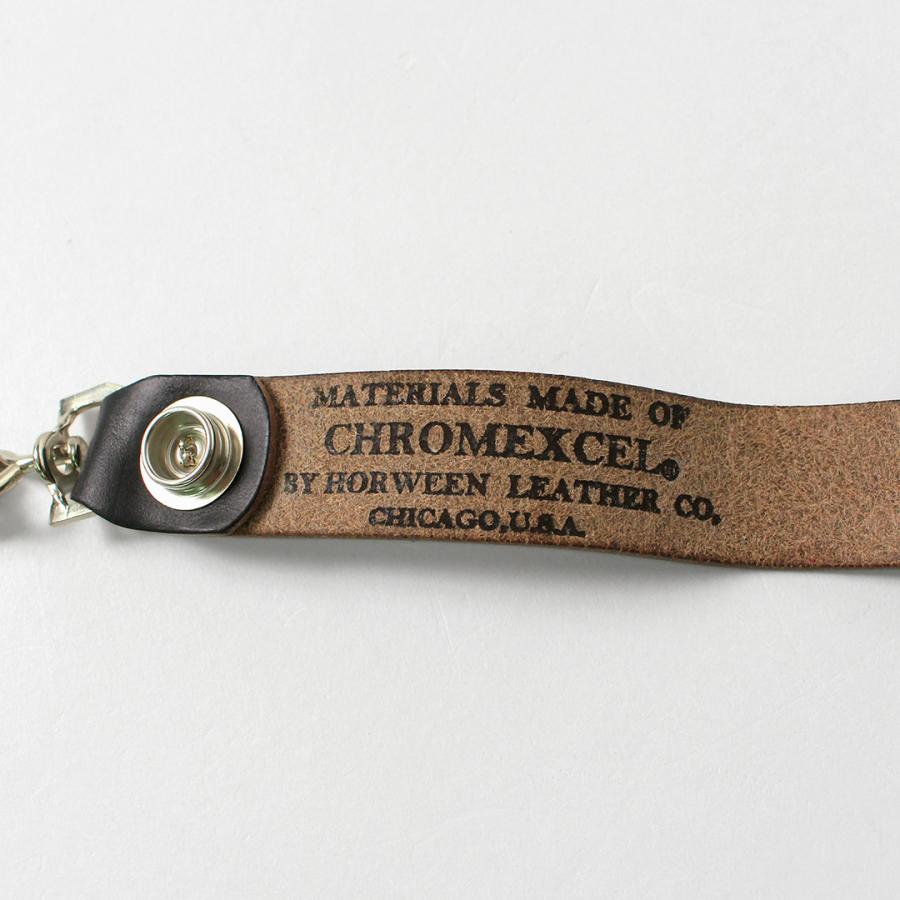 MATERIALS MADE OF
CHROMEXCEL®
BY HORWEEN LEATHER CO.
CHICAGO,U.S.A.